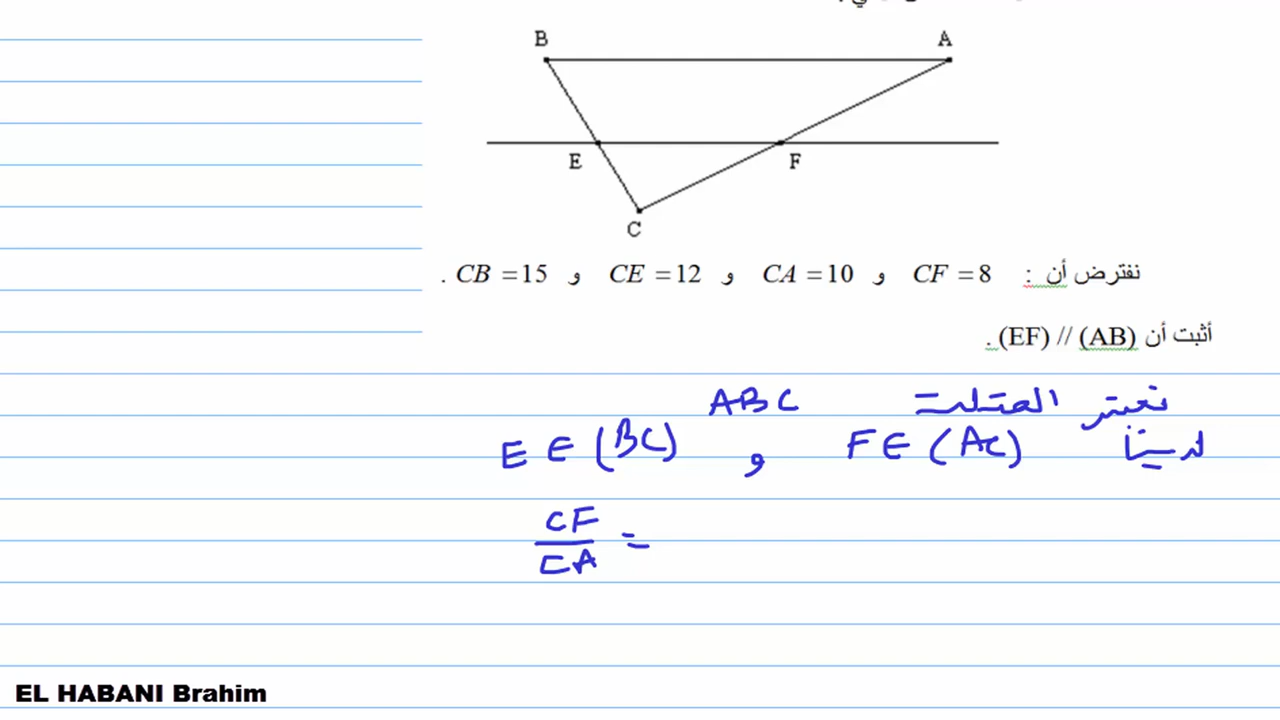 B A
E F
C
نفترض أن : CF = 8 و CA = 10 و CE = 12 و CB = 15 .
أثبت أن (AB) // (EF) .
نعتبر المثلث ABC
لدينا F ∈ (AC) و E ∈ (BC)
CF
CA =
EL HABANI Brahim